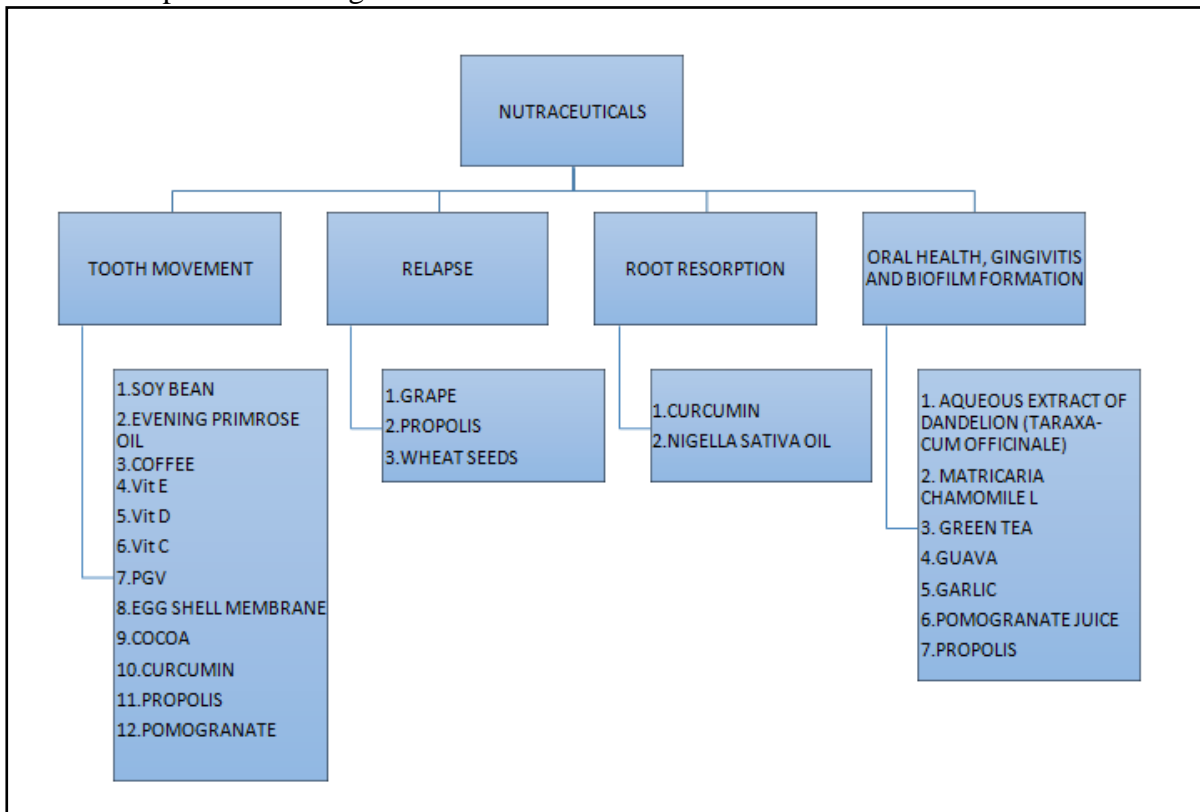 NUTRACEUTICALS
TOOTH MOVEMENT
RELAPSE
ROOT RESORPTION
ORAL HEALTH, GINGIVITIS
AND BIOFILM FORMATION
1.SOY BEAN
2.EVENING PRIMROSE
OIL
3.COFFEE
4.Vit E
5.Vit D
6.Vit C
7.PGV
8.EGG SHELL MEMBRANE
9.COCOA
10.CURCUMIN
11.PROPOLIS
12.POMOGRANATE
1.GRAPE
2.PROPOLIS
3.WHEAT SEEDS
1.CURCUMIN
2.NIGELLA SATIVA OIL
1. AQUEOUS EXTRACT OF
DANDELION (TARAXA-
CUM OFFICINALE)
2. MATRICARIA
CHAMOMILE L
3. GREEN TEA
4.GUAVA
5.GARLIC
6.POMOGRANATE JUICE
7.PROPOLIS